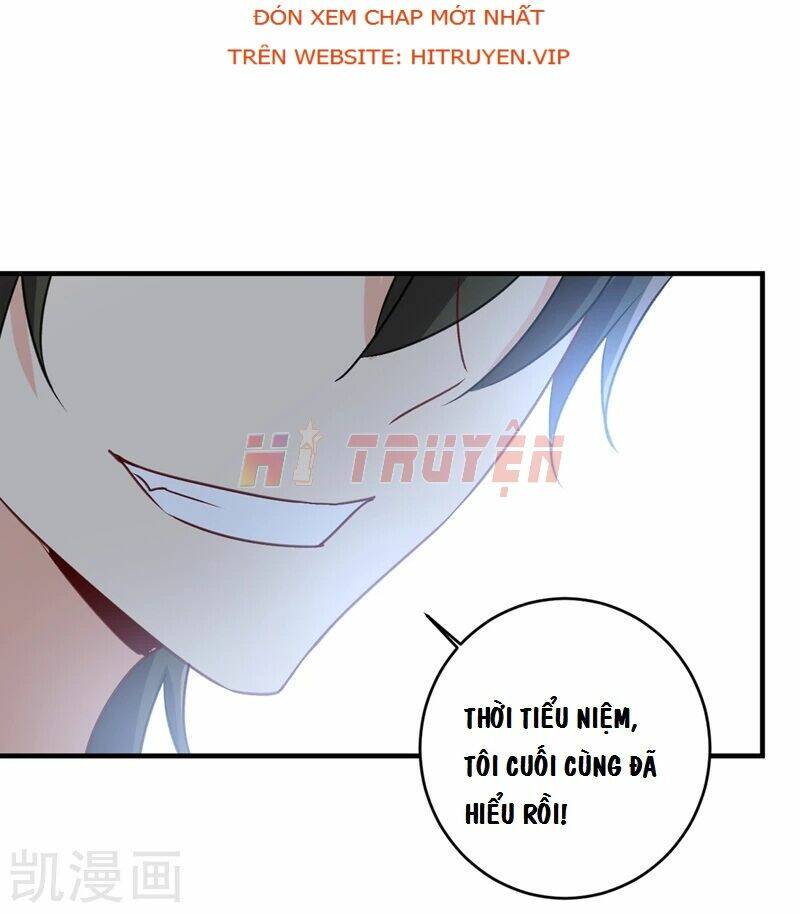 ĐÓN XEM CHAP MỚI NHẤT
TRÊN WEBSITE: HITRUYEN.VIP
HI TRUYỆN
THỜI TIỂU NIỆM,
TÔI CUỐI CÙNG ĐÃ
HIỂU RỒI!
凯漫画